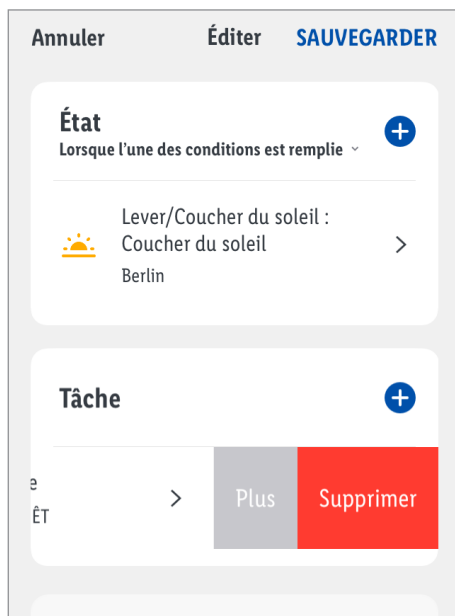 Annuler Éditer SAUVEGARDER
État
Lorsque l'une des conditions est remplie
Lever/Coucher du soleil :
Coucher du soleil
Berlin
Tâche
e
ÊT
Plus Supprimer